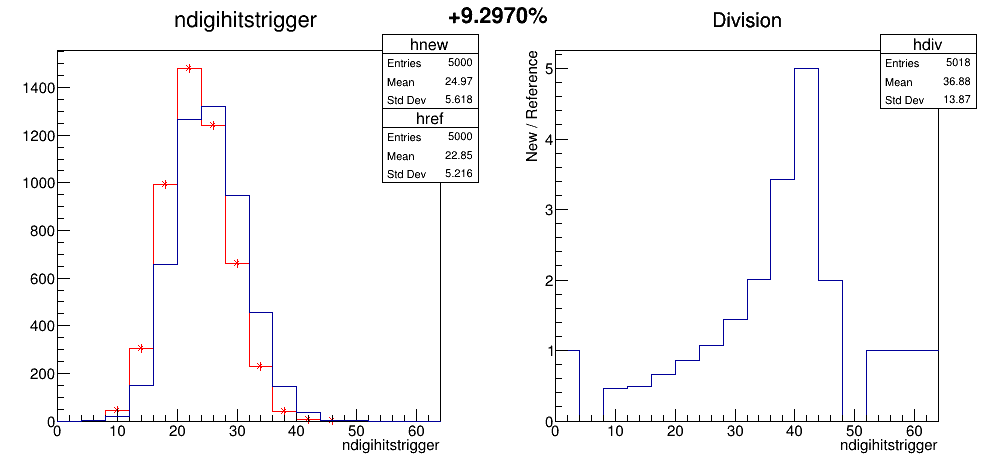 +9.2970%
ndigihitstrigger
hnew
Entries 5000
Mean 24.97
Std Dev 5.618
href
Entries 5000
Mean 22.85
Std Dev 5.216
1400
1200
1000
800
600
400
200
0
0 10 20 30 40 50 60
ndigihitstrigger
Division
hdiv
Entries 5018
Mean 36.88
Std Dev 13.87
New / Reference
5
4
3
2
1
0
0 10 20 30 40 50 60
ndigihitstrigger